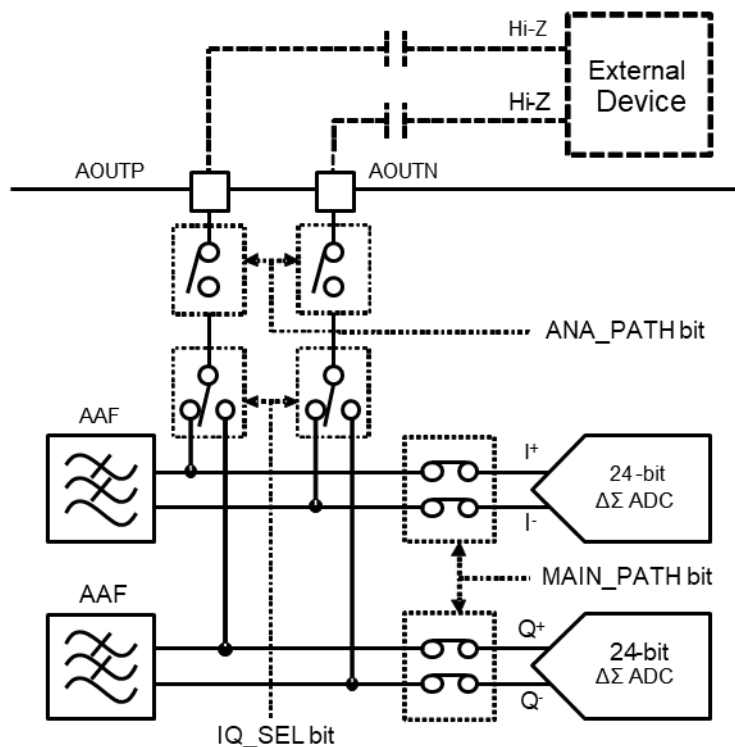 Hi-Z
External
Device
Hi-Z
AOUTP
AOUTN
ANA_PATH bit
AAF
I+
24-bit
ΔΣ ADC
I-
MAIN_PATH bit
AAF
Q+
24-bit
ΔΣ ADC
Q-
IQ_SEL bit